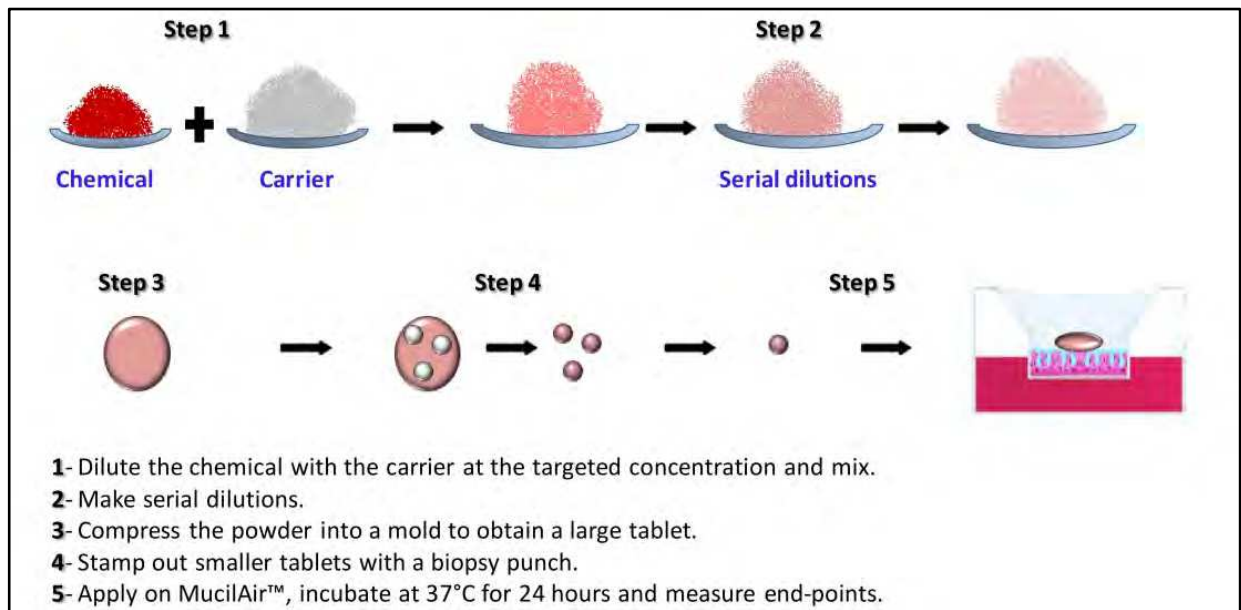 Step 1
Step 2
Chemical
Carrier
Serial dilutions
Step 3
Step 4
Step 5
1- Dilute the chemical with the carrier at the targeted concentration and mix.
2- Make serial dilutions.
3- Compress the powder into a mold to obtain a large tablet.
4- Stamp out smaller tablets with a biopsy punch.
5- Apply on MucilAir™, incubate at 37°C for 24 hours and measure end-points.